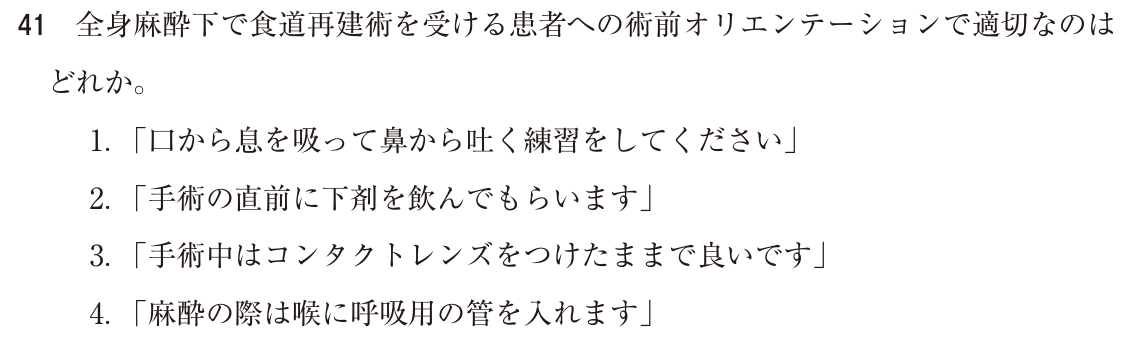 41 全身麻酔下で食道再建術を受ける患者への術前オリエンテーションで適切なのは
どれか。
1.「口から息を吸って鼻から吐く練習をしてください」
2.「手術の直前に下剤を飲んでもらいます」
3.「手術中はコンタクトレンズをつけたままで良いです」
4.「麻酔の際は喉に呼吸用の管を入れます」